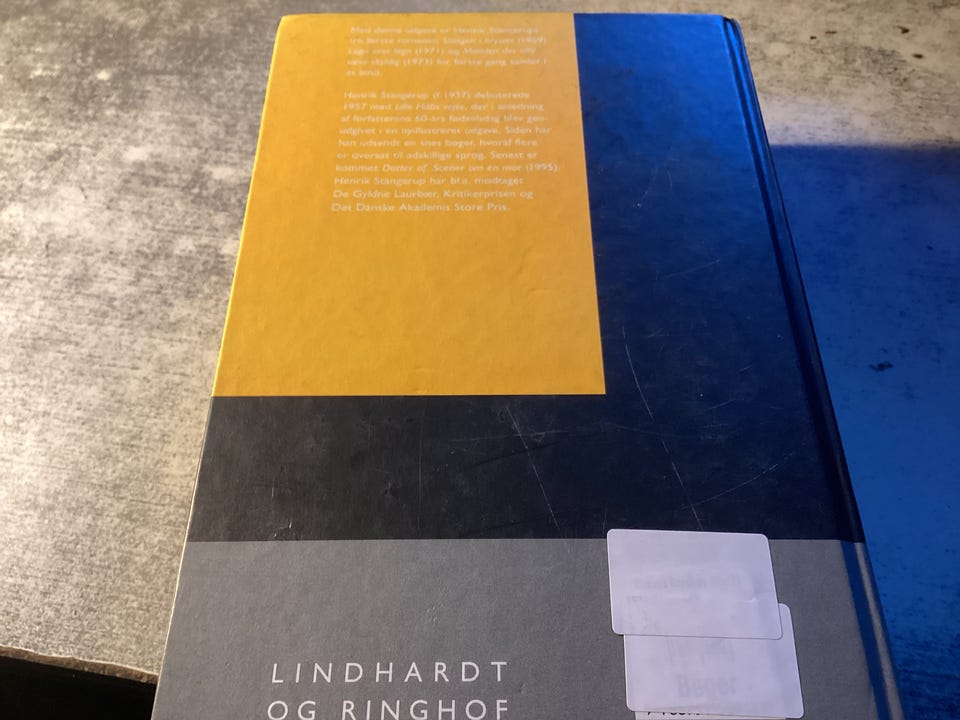 Med denne udgave er Henrik Stangerups
tre første romaner: Slangen i brystet (1969),
Løgn over løgn (1971) og Manden der ville
være skyldig (1973) for første gang samlet i
ét bind.
Henrik Stangerup (f. 1937) debuterede
1957 med Lille Håbs rejse, der i anledning
af forfatterens 60-års fødselsdag blev gen-
udgivet i en nyillustreret udgave. Siden har
han udsendt en snes bøger, hvoraf flere
er oversat til adskillige sprog. Senest er
kommet Datter af. Scener om en mor (1995).
Henrik Stangerup har bl.a. modtaget
De Gyldne Laurbær, Kritikerprisen og
Det Danske Akademis Store Pris.
LINDHARDT
OG RINGHOF
Bøger